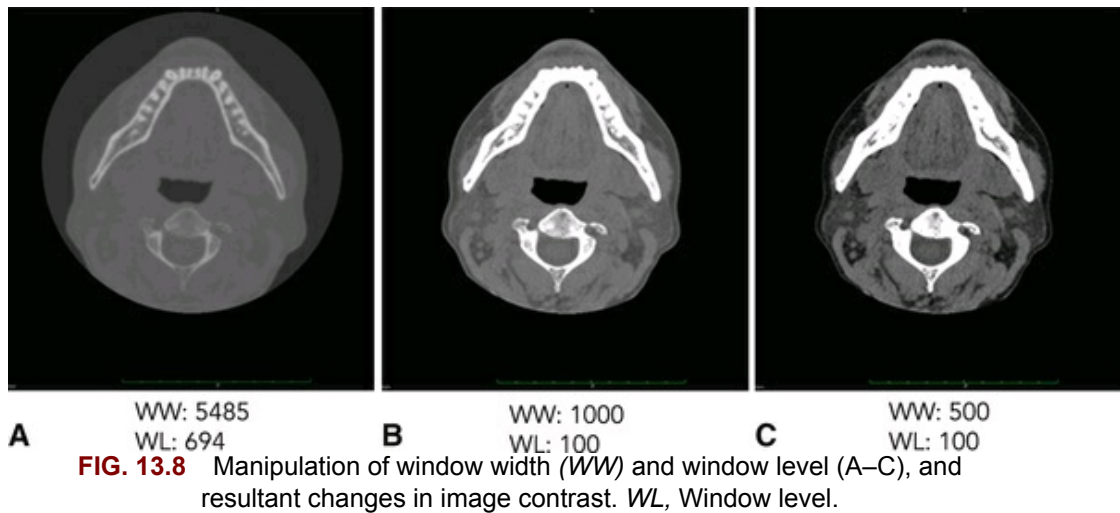 WW: 5485
WL: 694
A
WW: 1000
WL: 100
B
WW: 500
WL: 100
C
FIG. 13.8 Manipulation of window width (WW) and window level (A–C), and
resultant changes in image contrast. WL, Window level.